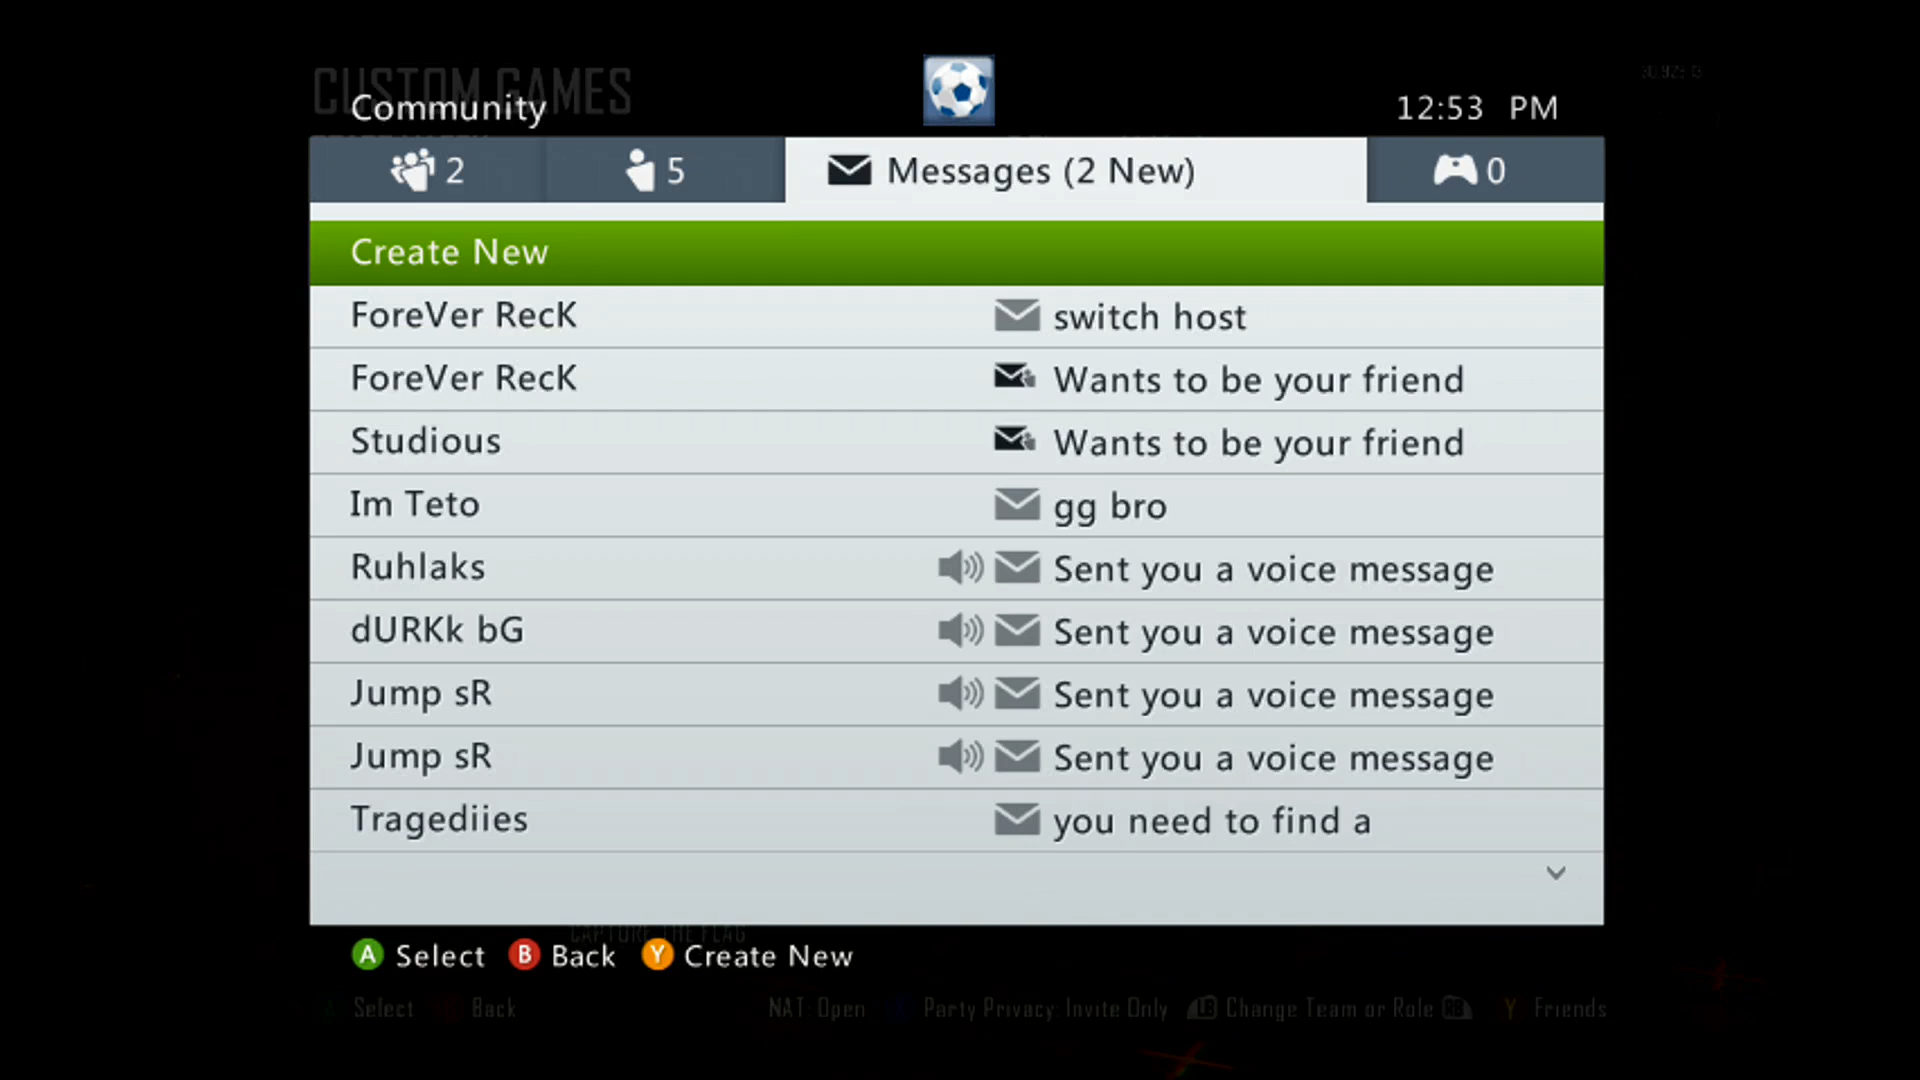 CUSTOM GAMES
Community
12:53 PM
2
5
Messages (2 New)
0
Create New
ForeVer RecK switch host
ForeVer RecK Wants to be your friend
Studious Wants to be your friend
Im Teto gg bro
Ruhlaks Sent you a voice message
dURKk bG Sent you a voice message
Jump sR Sent you a voice message
Jump sR Sent you a voice message
Tragediies you need to find a
CAPTURE THE FLAG
A Select B Back Y Create New
A Select Back NAT: Open Party Privacy: Invite Only LB Change Team or Role RB Y Friends